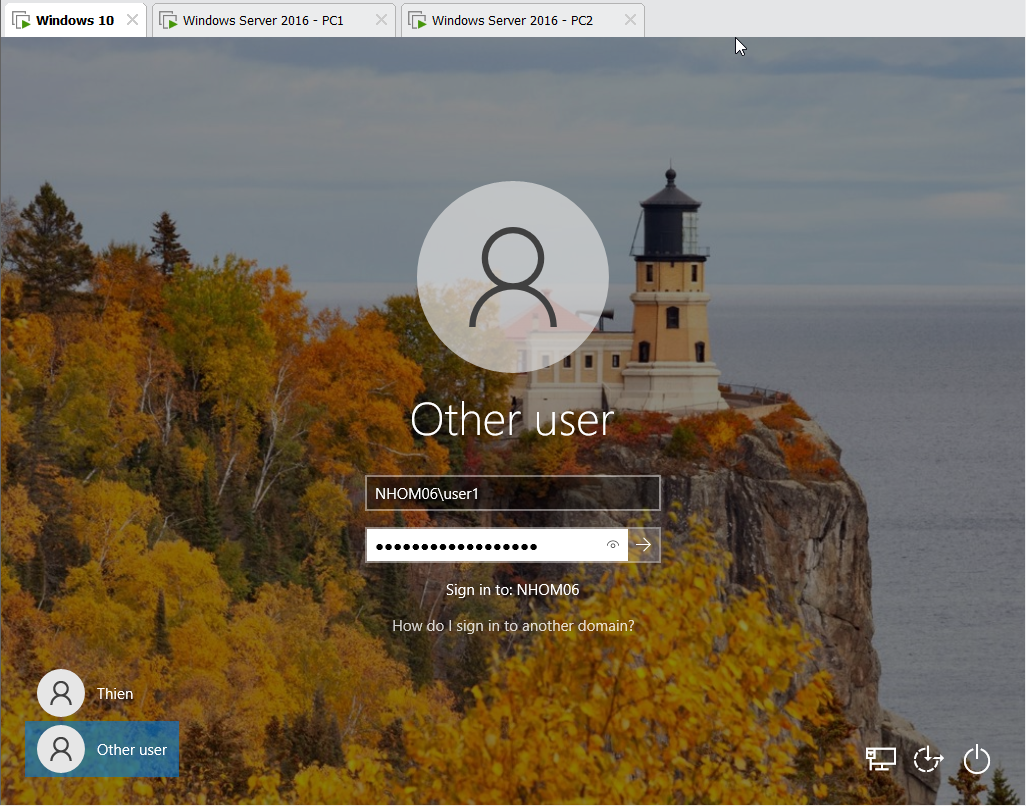 Windows 10
Windows Server 2016 - PC1
Windows Server 2016 - PC2
Other user
NHOM06\user1
Sign in to: NHOM06
How do I sign in to another domain?
Thien
Other user